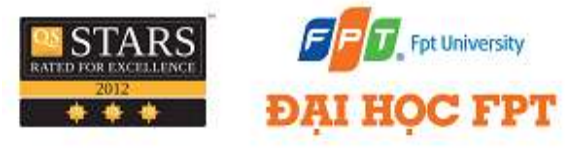 QS STARS
RATED FOR EXCELLENCE
2012
FPT Fpt University
ĐẠI HỌC FPT